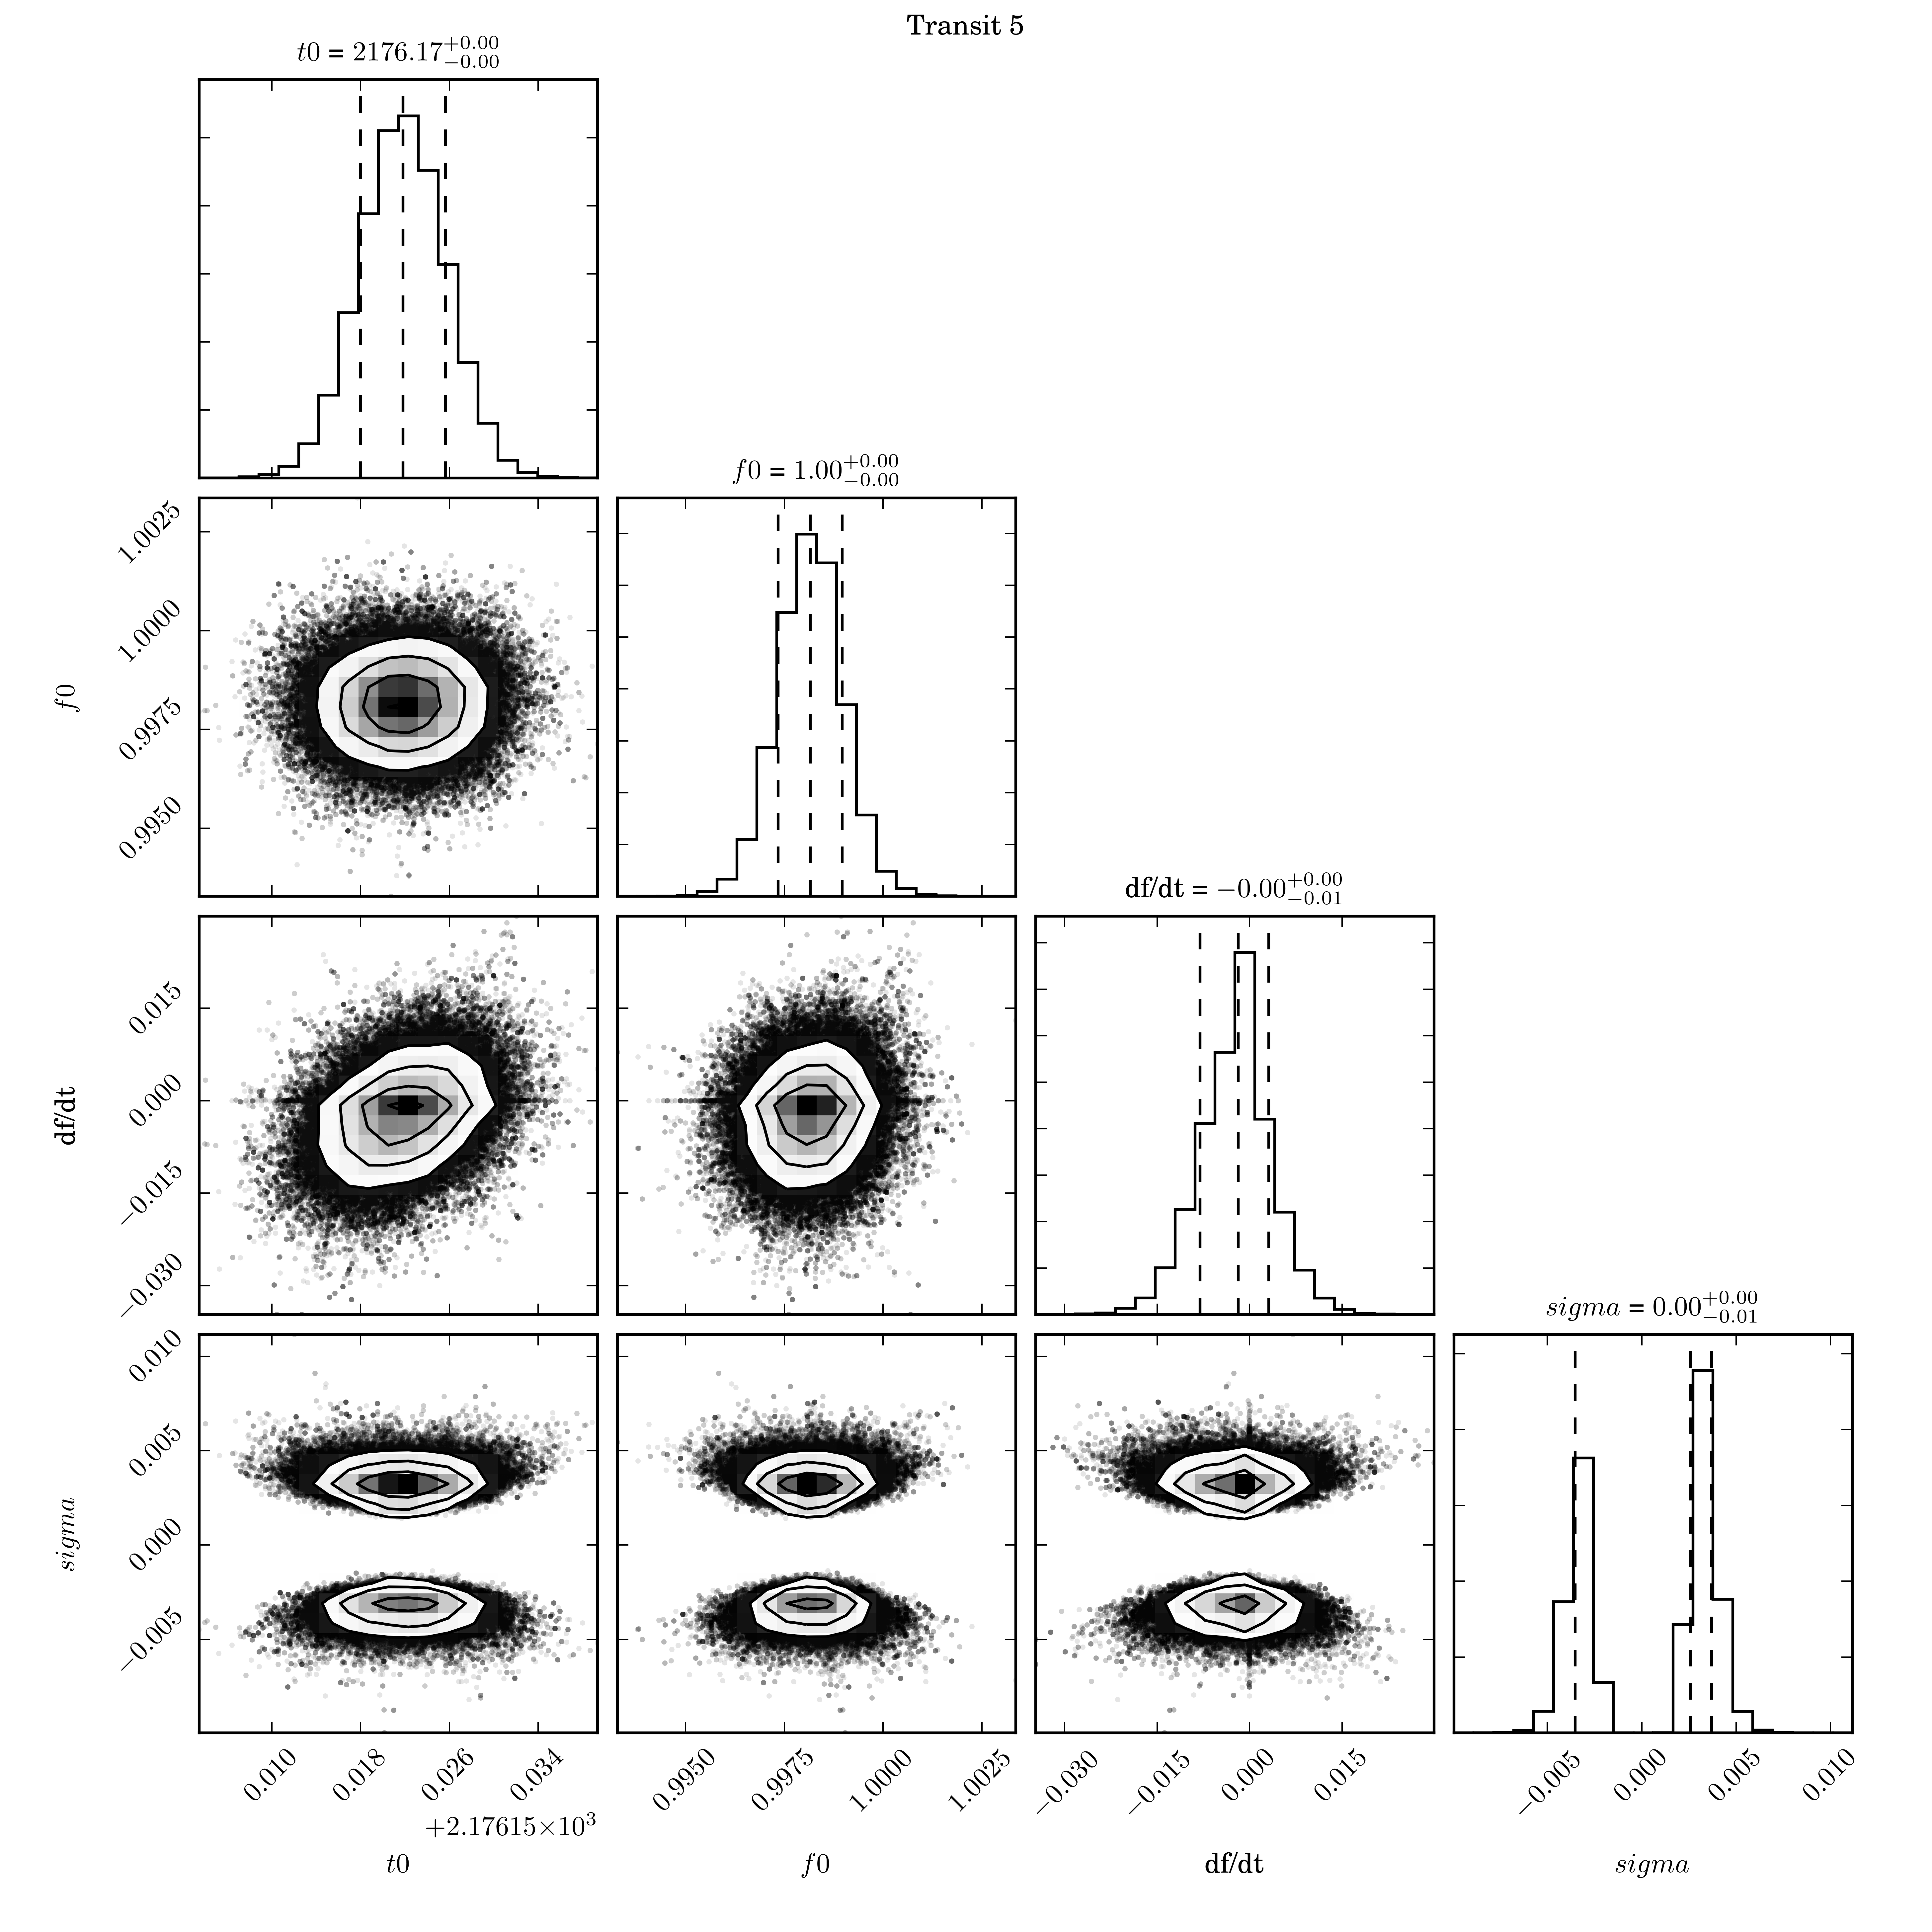 Transit 5
t0 = 2176.17+0.00−0.00
f0 = 1.00+0.00−0.00
1.0025
1.0000
0.9975
0.9950
f0
df/dt = −0.00+0.00−0.01
0.015
0.000
−0.015
−0.030
df/dt
sigma = 0.00+0.00−0.01
0.010
0.005
0.000
−0.005
sigma
0.010 0.018 0.026 0.034 0.9950 0.9975 1.0000 1.0025 −0.030 −0.015 0.000 0.015 −0.005 0.000 0.005 0.010
+2.17615×10³
t0 f0 df/dt sigma